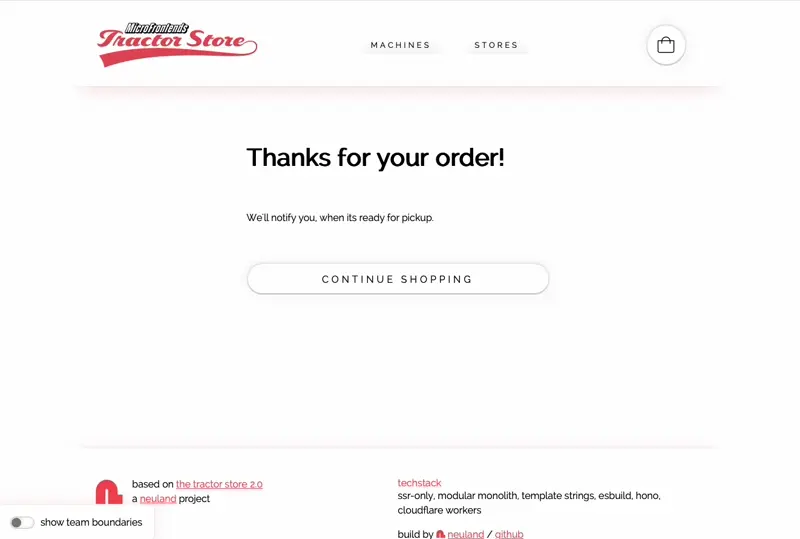 MicroFrontends
Tractor Store
MACHINES
STORES
Thanks for your order!
We'll notify you, when its ready for pickup.
CONTINUE SHOPPING
based on the tractor store 2.0
a neuland project
techstack
ssr-only, modular monolith, template strings, esbuild, hono,
cloudflare workers
build by neuland / github
show team boundaries